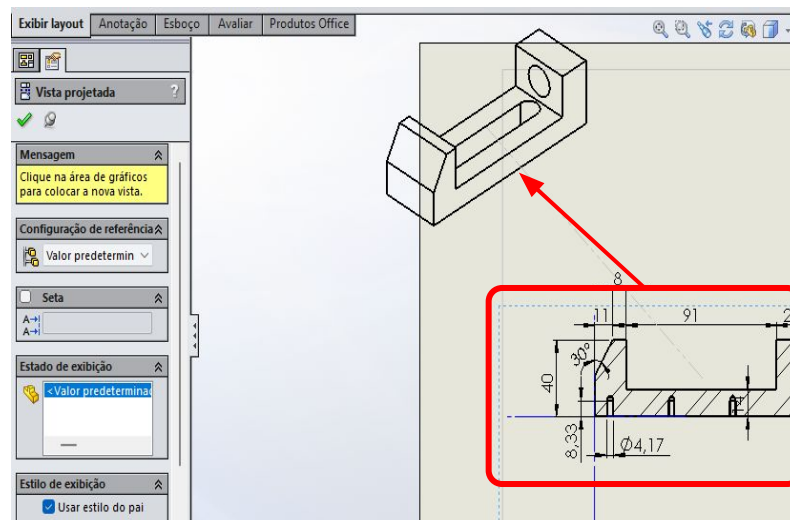 Exibir layout Anotação Esboço Avaliar Produtos Office
Vista projetada ?
Mensagem
Clique na área de gráficos
para colocar a nova vista.
Configuração de referência
Valor predetermin
Seta
Estado de exibição
<Valor predeterminad
Estilo de exibição
Usar estilo do pai
8
11 91 2
30°
40
8,33
Ø4,17